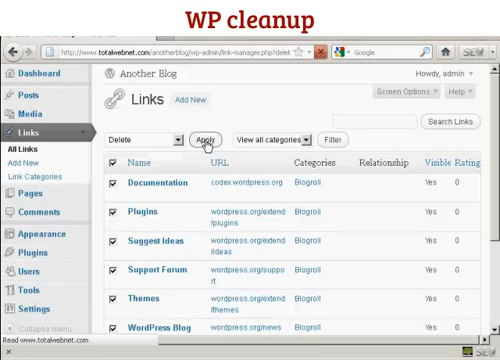 WP cleanup
http://www.totalwebnet.com/anotherblog/wp-admin/link-manager.php?delet
Google
SEO
Dashboard
Another Blog
Howdy, admin
Screen Options
Help
Posts
Links
Add New
Media
Links
Search Links
All Links
Delete
Apply
View all categories
Filter
Add New
Name
URL
Categories
Relationship
Visible
Rating
Link Categories
Documentation
codex.wordpress.org
Blogroll
Yes
0
Pages
Comments
Plugins
wordpress.org/extend
/plugins
Blogroll
Yes
0
Appearance
Suggest Ideas
wordpress.org/extend
/ideas
Blogroll
Yes
0
Plugins
Users
Support Forum
wordpress.org/suppo
rt
Blogroll
Yes
0
Tools
Themes
wordpress.org/extend
/themes
Blogroll
Yes
0
Settings
Collapse menu
WordPress Blog
wordpress.org/news
Blogroll
Yes
0
Read www.totalwebnet.com
SEO